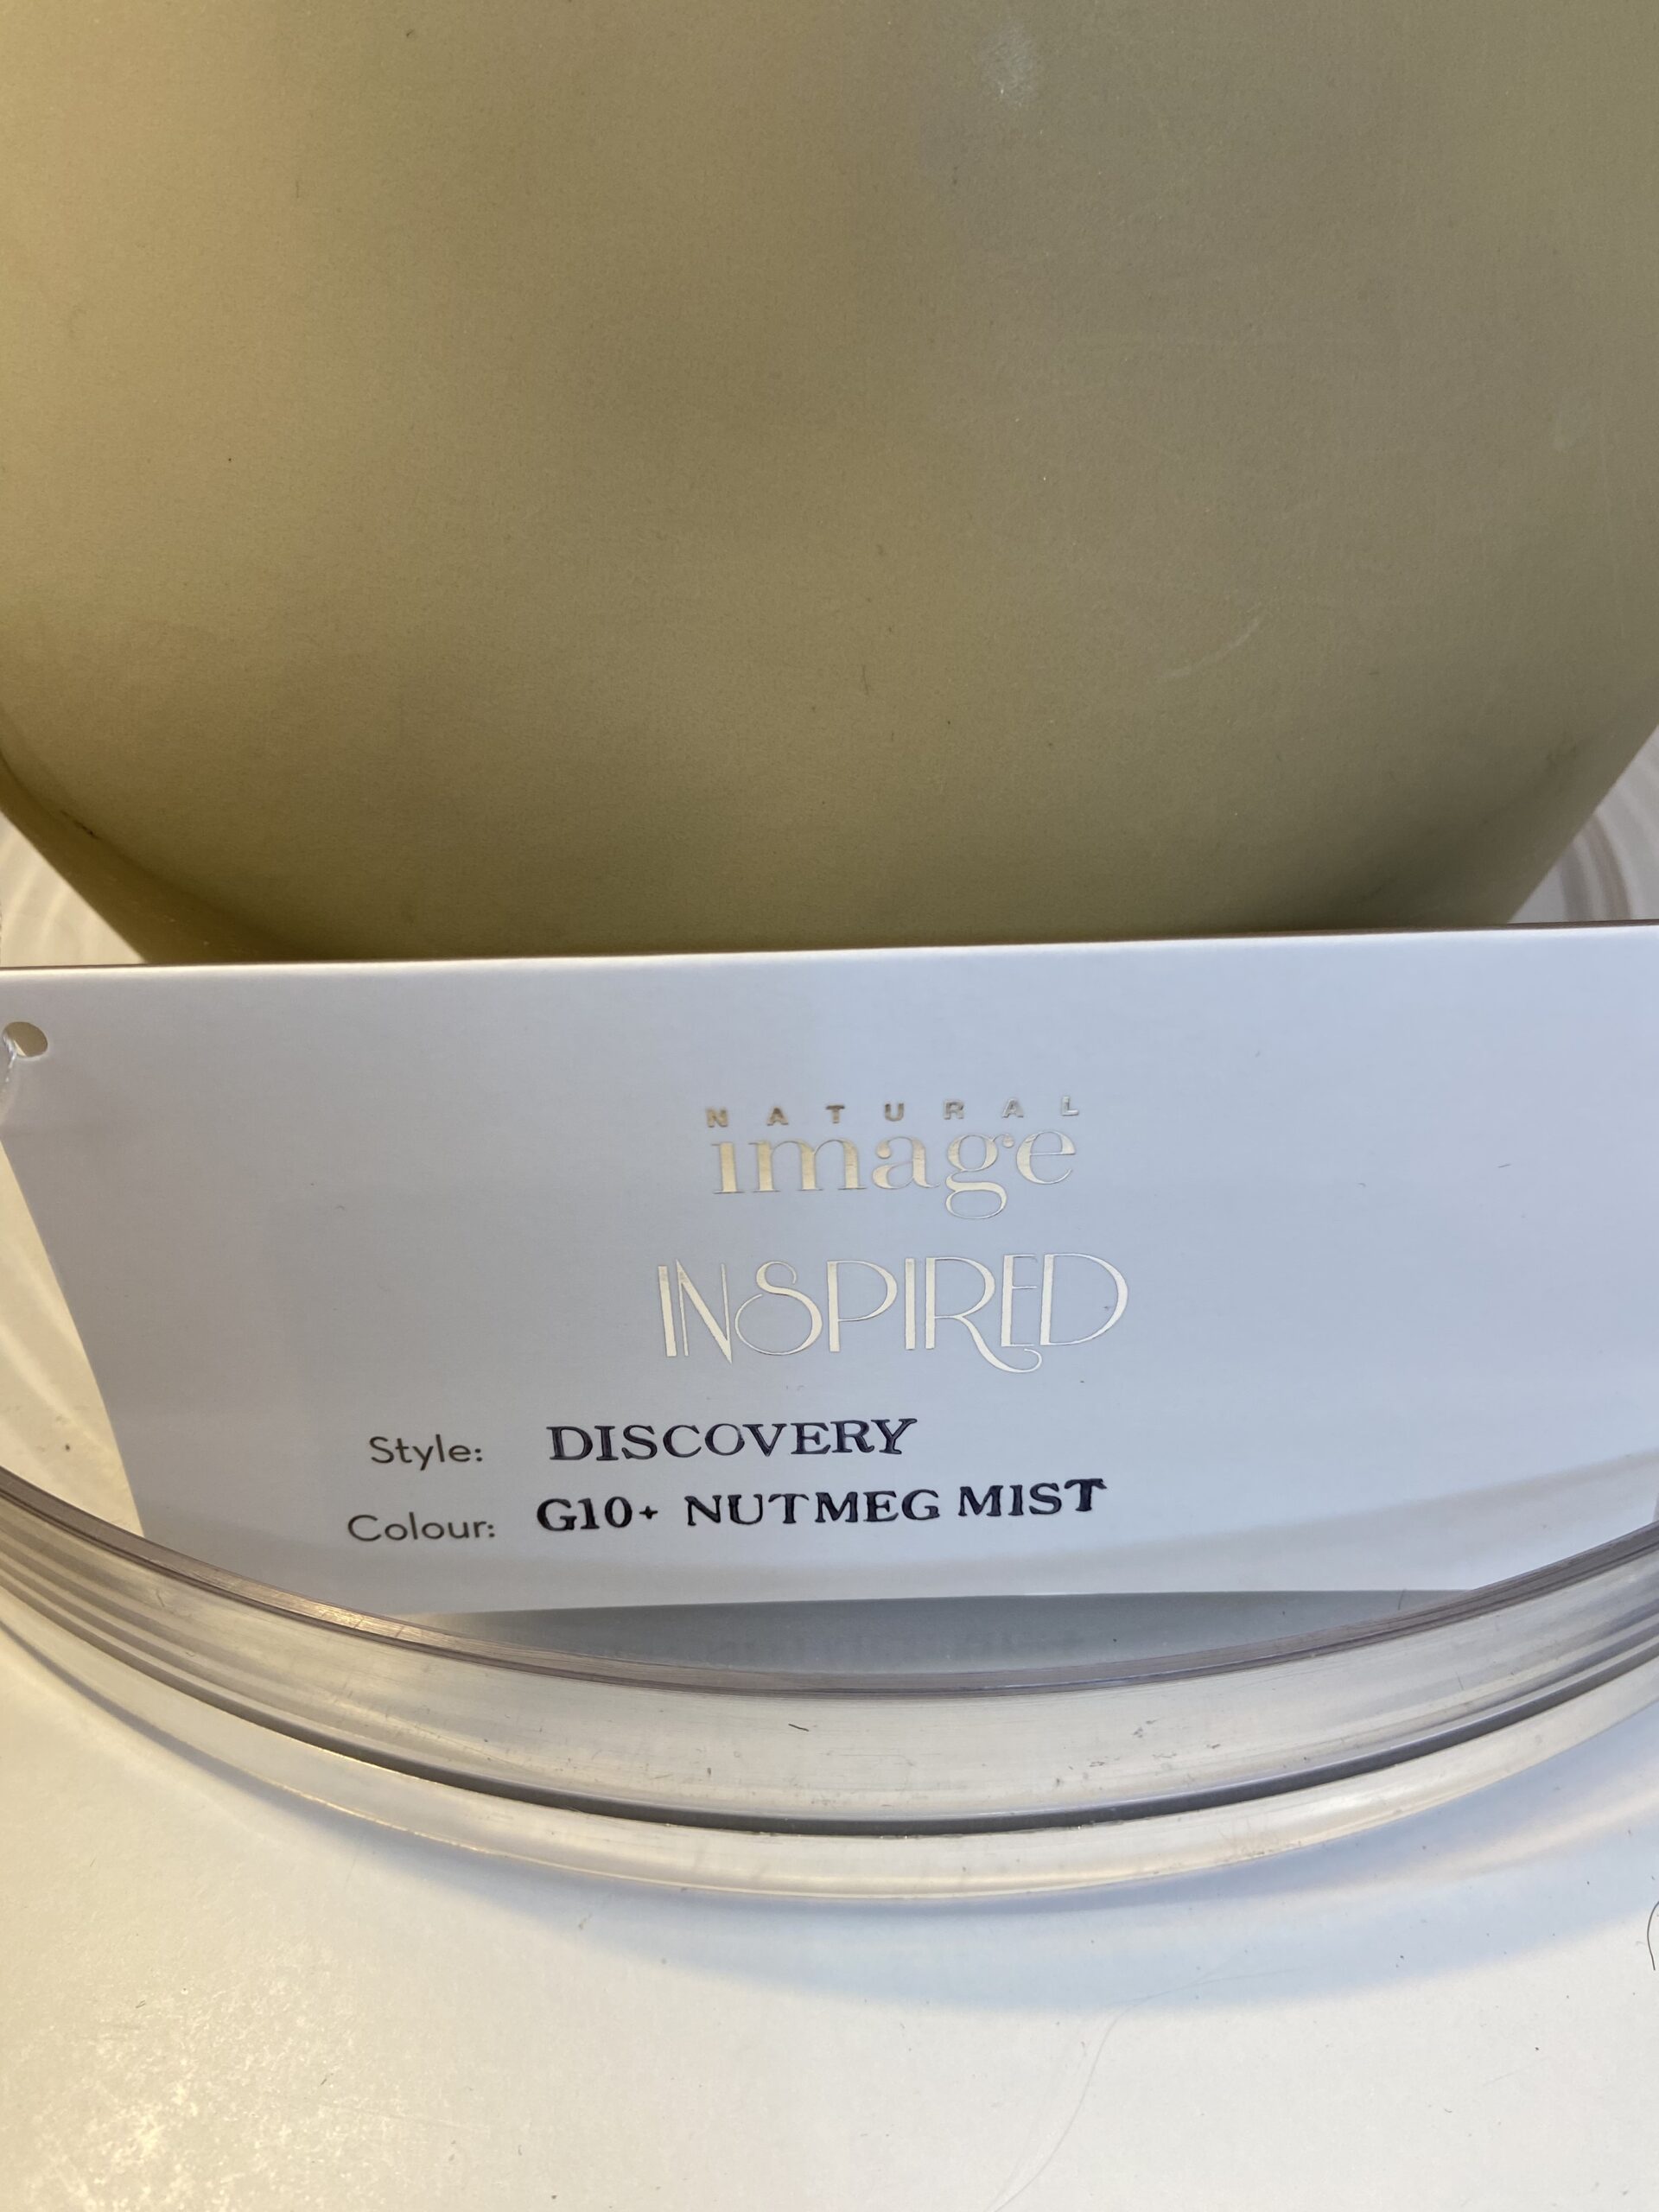 NATURAL
image
INSPIRED
Style: DISCOVERY
Colour: G10+ NUTMEG MIST